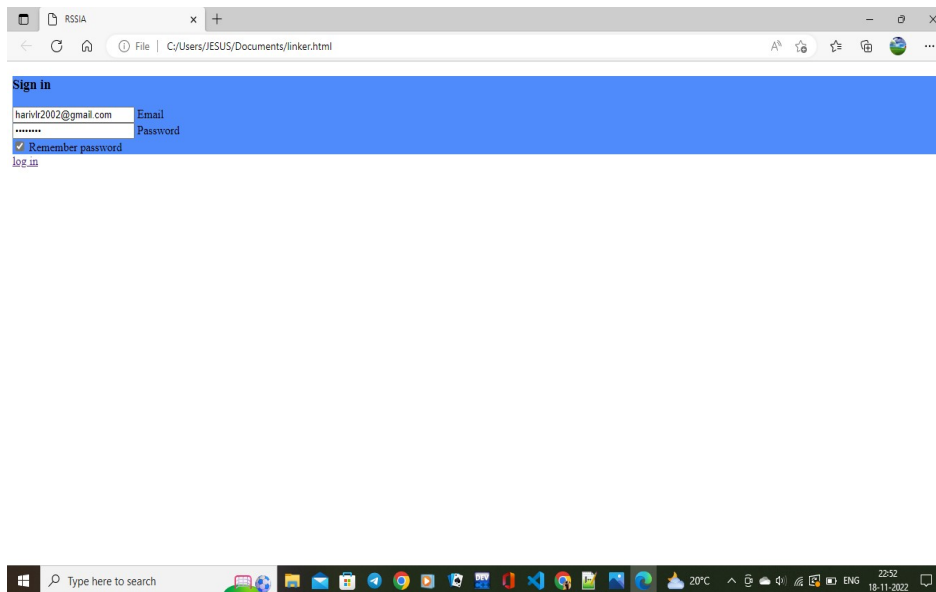 RSSIA
File | C:/Users/JESUS/Documents/linker.html
Sign in
harivlr2002@gmail.com Email
•••••••• Password
Remember password
log in
Type here to search
DEV
20°C
ENG
22:52
18-11-2022